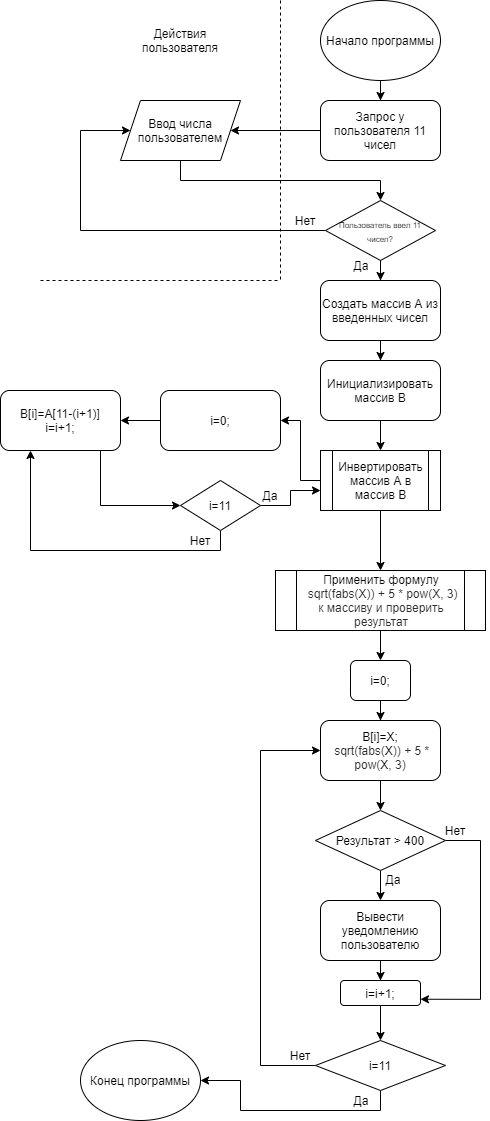 Действия
пользователя
Начало программы
Ввод числа
пользователем
Запрос у
пользователя 11
чисел
Нет
Пользователь ввел 11
чисел?
Да
Создать массив А из
введенных чисел
Инициализировать
массив В
B[i]=A[11-(i+1)]
i=i+1;
i=0;
Инвертировать
массив А в
массив В
i=11
Да
Нет
Применить формулу
sqrt(fabs(X)) + 5 * pow(X, 3)
к массиву и проверить
результат
i=0;
B[i]=X;
sqrt(fabs(X)) + 5 *
pow(X, 3)
Результат > 400
Нет
Да
Вывести
уведомлению
пользователю
i=i+1;
Нет
i=11
Да
Конец программы